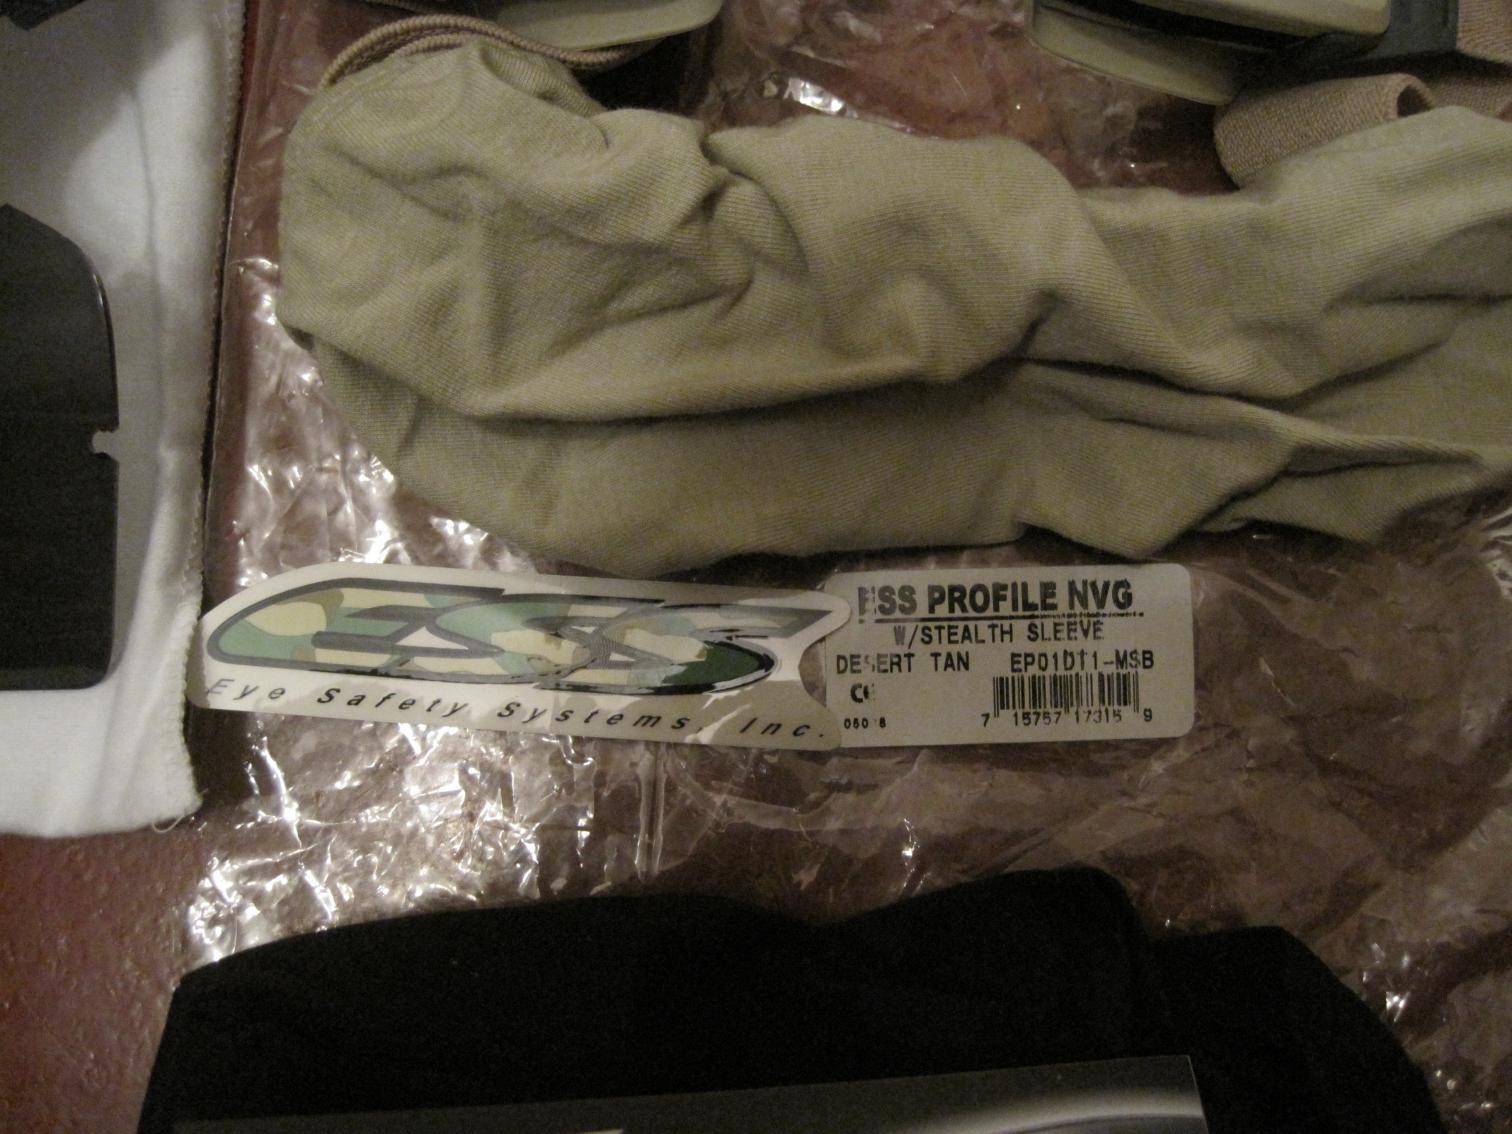 ESS
Eye Safety Systems, Inc.
ESS PROFILE NVG
W/STEALTH SLEEVE
DESERT TAN EP01DT1-MSB
CE
7 15757 17315 9